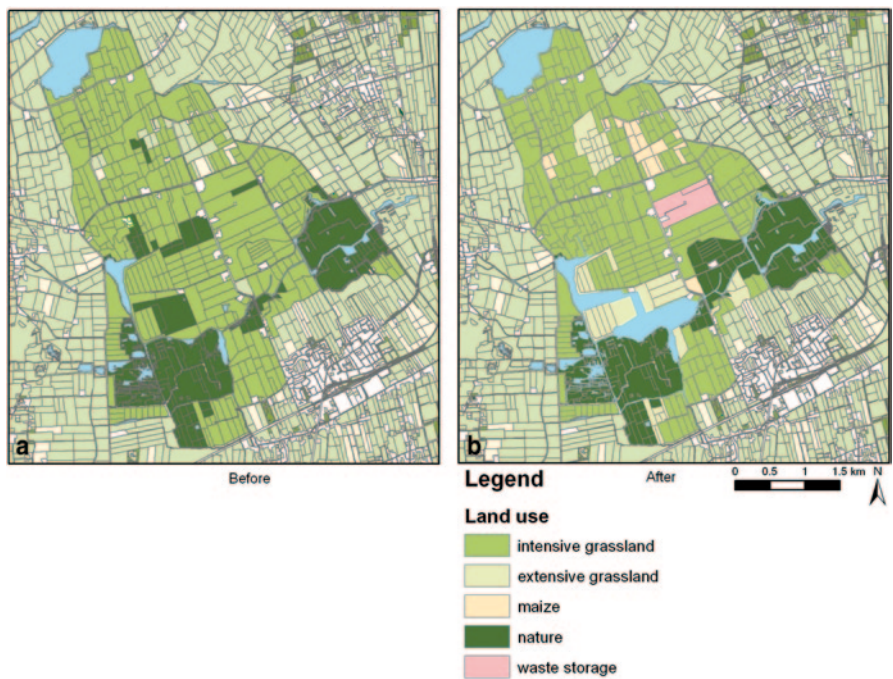 a
b
Before
After
0 0.5 1 1.5 km
N
Legend
Land use
intensive grassland
extensive grassland
maize
nature
waste storage